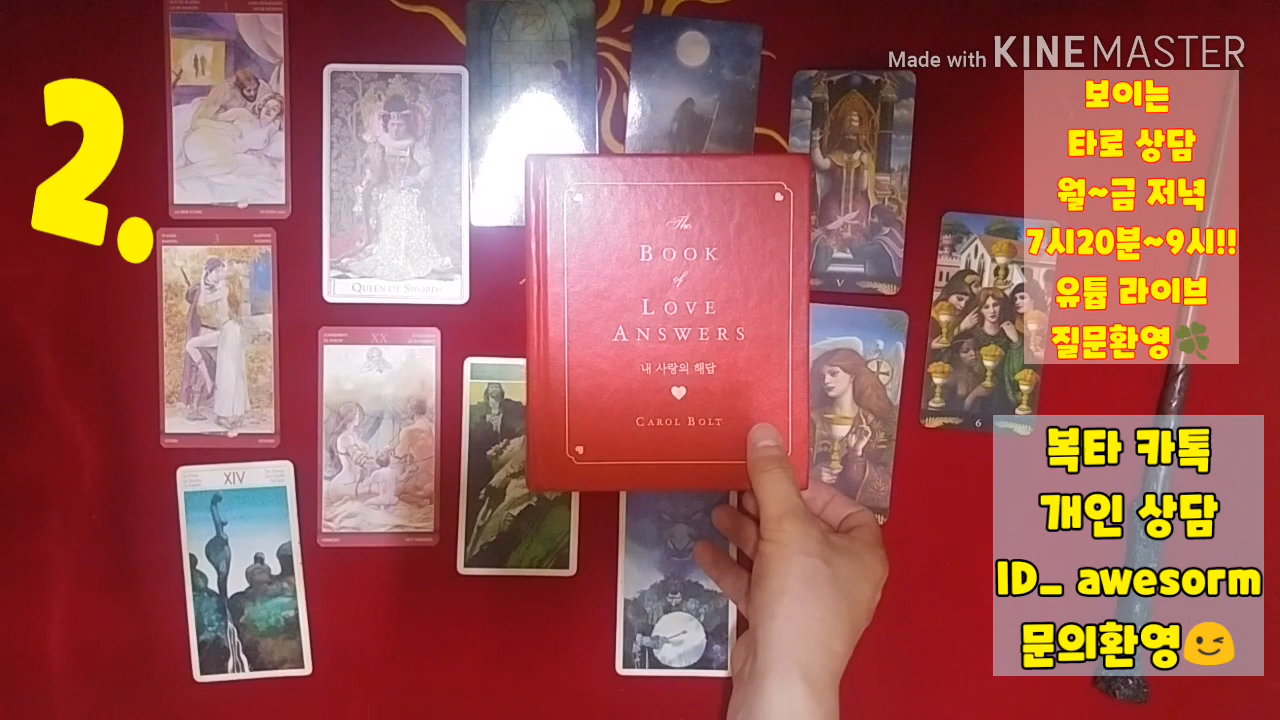 2.
Made with KINEMASTER
보이는
타로 상담
월~금 저녁
7시20분~9시!!
유튭 라이브
질문환영🍀
복타 카톡
개인 상담
ID_ awesorm
문의환영😉
The
BOOK
of
LOVE
ANSWERS
내 사랑의 해답
CAROL BOLT
QUEEN OF SWORDS
V
6
3
XX
XIV